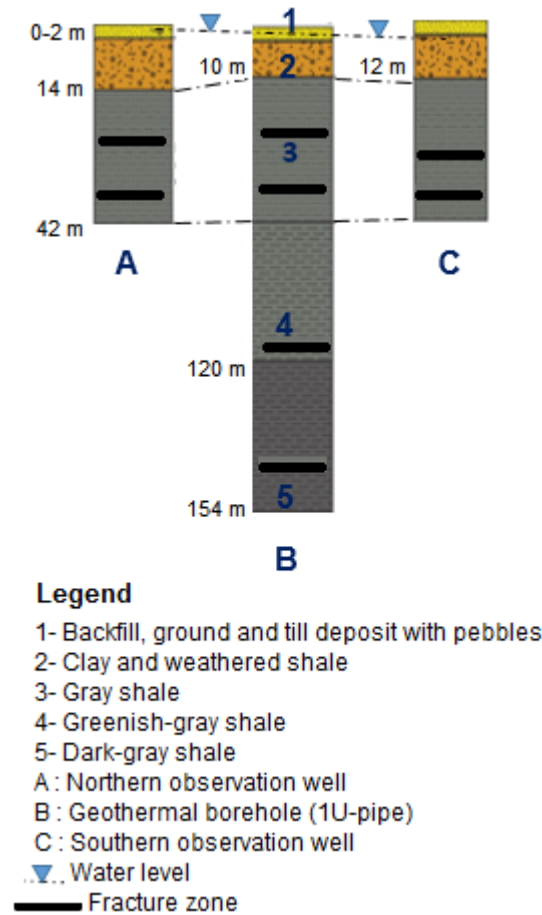 1
0-2 m
10 m
2
12 m
14 m
3
42 m
A
C
4
120 m
5
154 m
B
Legend
1- Backfill, ground and till deposit with pebbles
2- Clay and weathered shale
3- Gray shale
4- Greenish-gray shale
5- Dark-gray shale
A : Northern observation well
B : Geothermal borehole (1U-pipe)
C : Southern observation well
Water level
Fracture zone